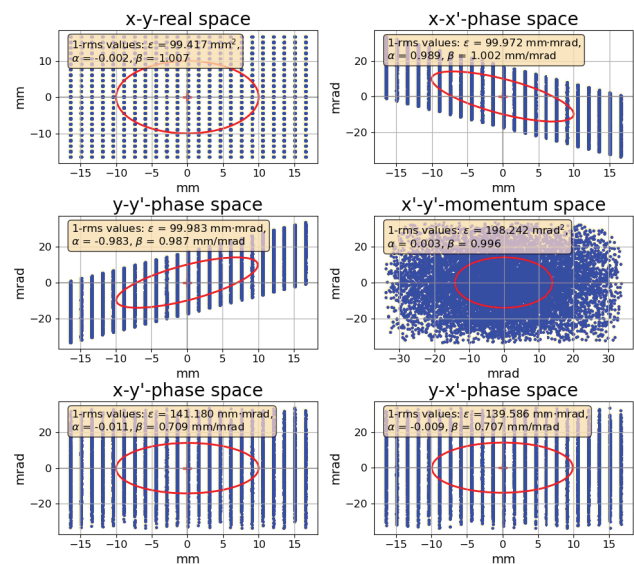 x-y-real space
1-rms values: ε = 99.417 mm²,
α = -0.002, β = 1.007
10
0
−10
mm
−15 −10 −5 0 5 10 15
mm
x-x'-phase space
1-rms values: ε = 99.972 mm·mrad,
α = 0.989, β = 1.002 mm/mrad
20
0
−20
mrad
−15 −10 −5 0 5 10 15
mm
y-y'-phase space
1-rms values: ε = 99.983 mm·mrad,
α = -0.983, β = 0.987 mm/mrad
20
0
−20
mrad
−15 −10 −5 0 5 10 15
mm
x'-y'-momentum space
1-rms values: ε = 198.242 mrad²,
α = 0.003, β = 0.996
20
0
−20
mrad
−30 −20 −10 0 10 20 30
mrad
x-y'-phase space
1-rms values: ε = 141.180 mm·mrad,
α = -0.011, β = 0.709 mm/mrad
20
0
−20
mrad
−15 −10 −5 0 5 10 15
mm
y-x'-phase space
1-rms values: ε = 139.586 mm·mrad,
α = -0.009, β = 0.707 mm/mrad
20
0
−20
mrad
−15 −10 −5 0 5 10 15
mm